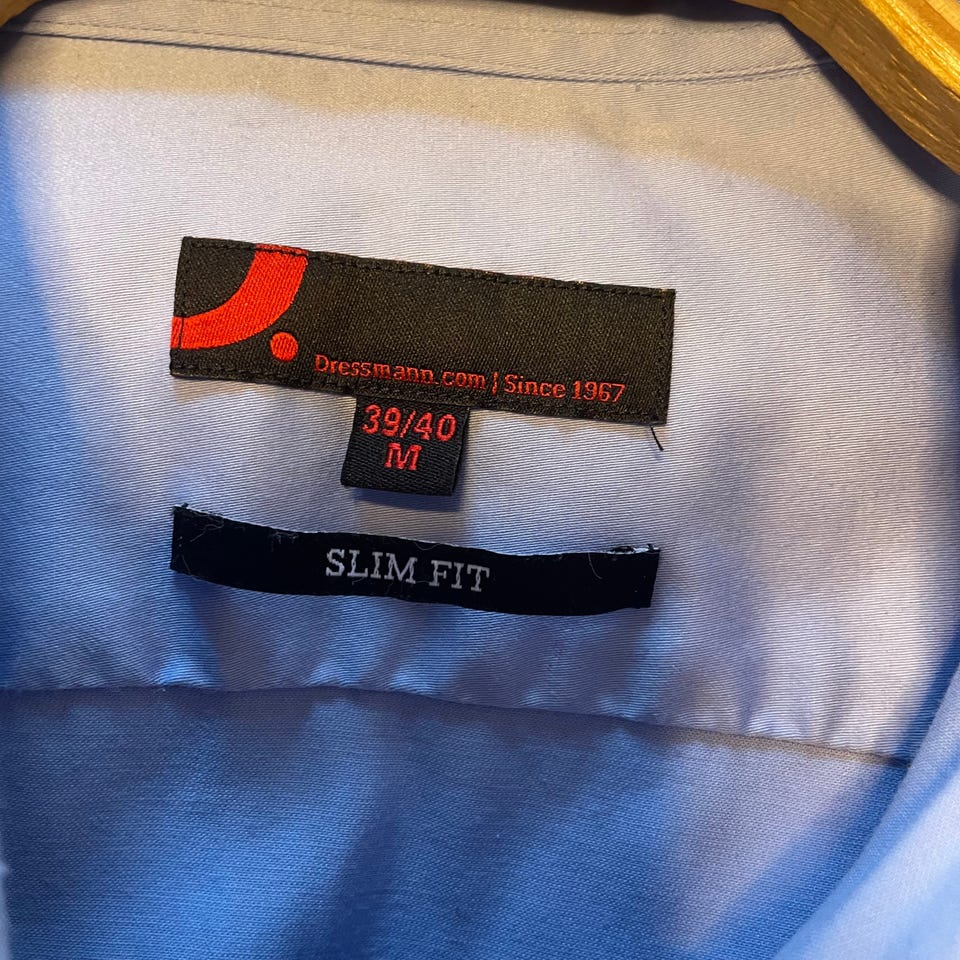 Dressmann.com | Since 1967
39/40
M
SLIM FIT